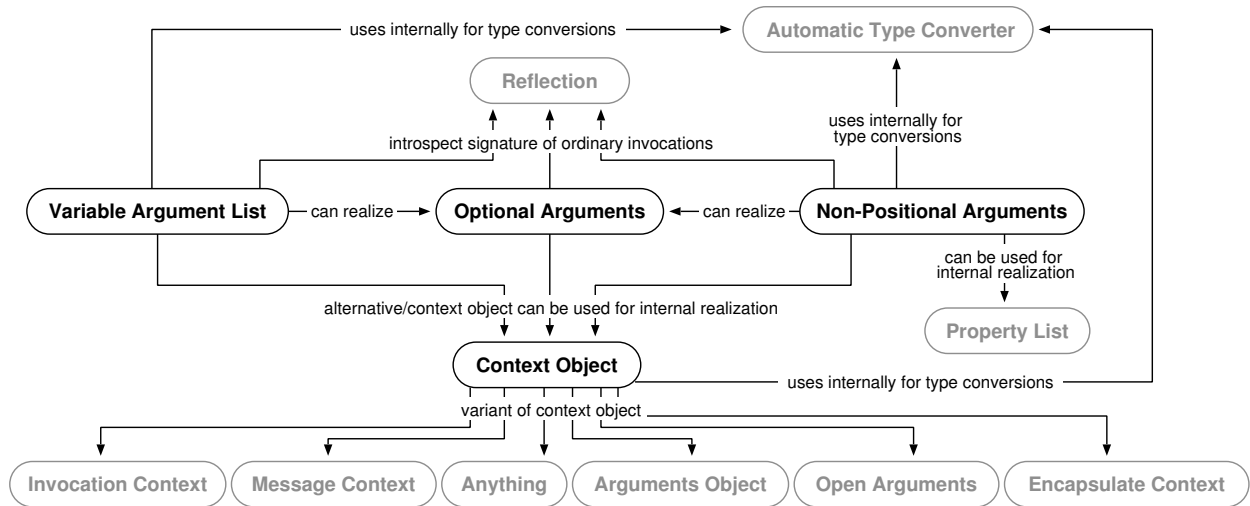 uses internally for type conversions
Automatic Type Converter
Reflection
uses internally for
type conversions
introspect signature of ordinary invocations
Variable Argument List
can realize
Optional Arguments
can realize
Non-Positional Arguments
can be used for
internal realization
alternative/context object can be used for internal realization
Property List
Context Object
uses internally for type conversions
variant of context object
Invocation Context
Message Context
Anything
Arguments Object
Open Arguments
Encapsulate Context